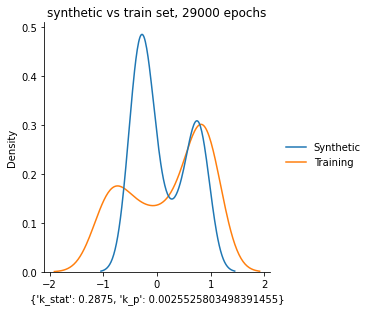 synthetic vs train set, 29000 epochs
0.5
0.4
0.3
0.2
0.1
0.0
Density
−2
−1
0
1
2
{'k_stat': 0.2875, 'k_p': 0.0025525803498391455}
Synthetic
Training